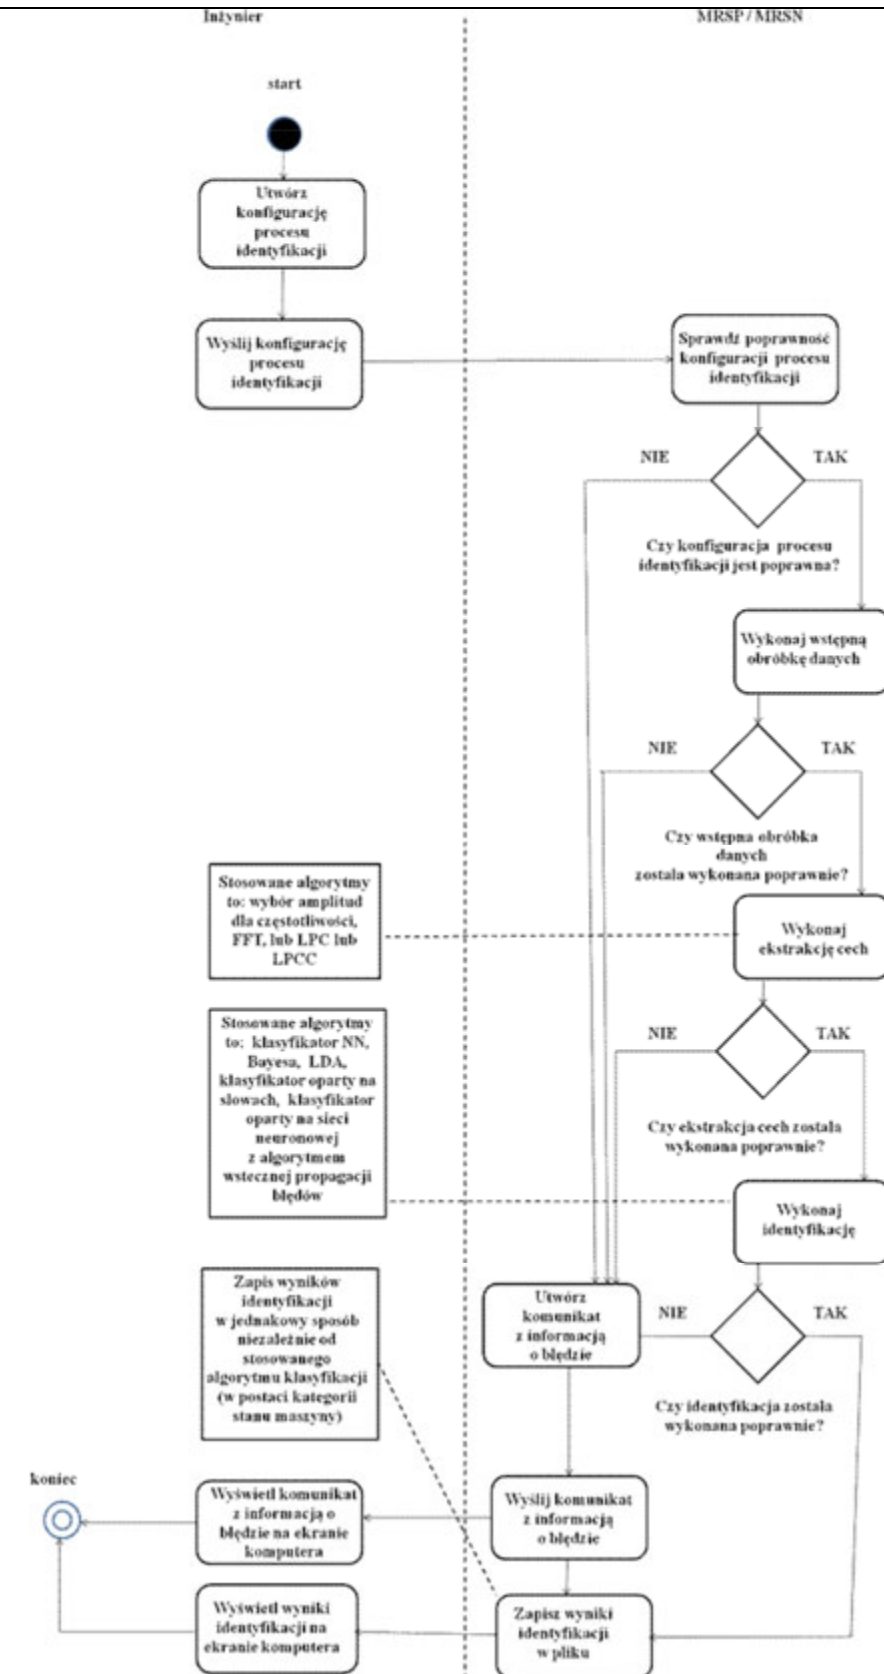 Inżynier
MRSP / MRSN
start
Utwórz
konfigurację
procesu
identyfikacji
Wyślij konfigurację
procesu
identyfikacji
Sprawdź poprawność
konfiguracji procesu
identyfikacji
NIE
TAK
Czy konfiguracja procesu
identyfikacji jest poprawna?
Wykonaj wstępną
obróbkę danych
NIE
TAK
Czy wstępna obróbka
danych
została wykonana poprawnie?
Stosowane algorytmy
to: wybór amplitud
dla częstotliwości,
FFT, lub LPC lub
LPCC
Wykonaj
ekstrakcję cech
Stosowane algorytmy
to: klasyfikator NN,
Bayesa, LDA,
klasyfikator oparty na
słowach, klasyfikator
oparty na sieci
neuronowej
z algorytmem
wstecznej propagacji
błędów
NIE
TAK
Czy ekstrakcja cech została
wykonana poprawnie?
Wykonaj
identyfikację
Zapis wyników
identyfikacji
w jednakowy sposób
niezależnie od
stosowanego
algorytmu klasyfikacji
(w postaci kategorii
stanu maszyny)
Utwórz
komunikat
z informacją
o błędzie
NIE
TAK
Czy identyfikacja została
wykonana poprawnie?
koniec
Wyświetl komunikat
z informacją o
błędzie na ekranie
komputera
Wyślij komunikat
z informacją
o błędzie
Wyświetl wyniki
identyfikacji na
ekranie komputera
Zapisz wyniki
identyfikacji
w pliku